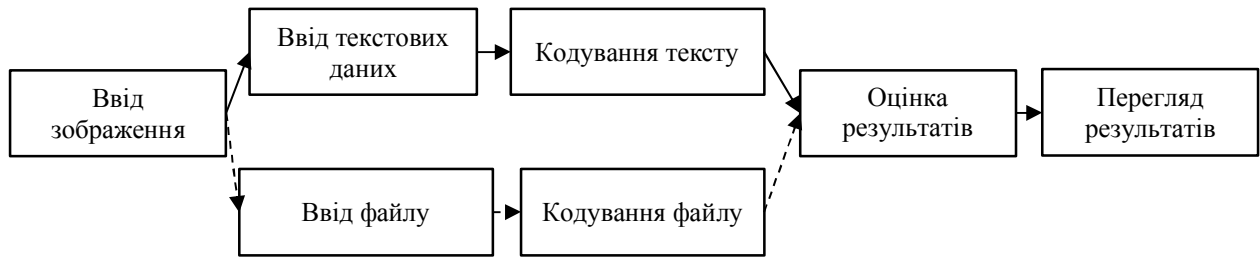 Ввід
зображення
Ввід текстових
даних
Кодування тексту
Ввід файлу
Кодування файлу
Оцінка
результатів
Перегляд
результатів